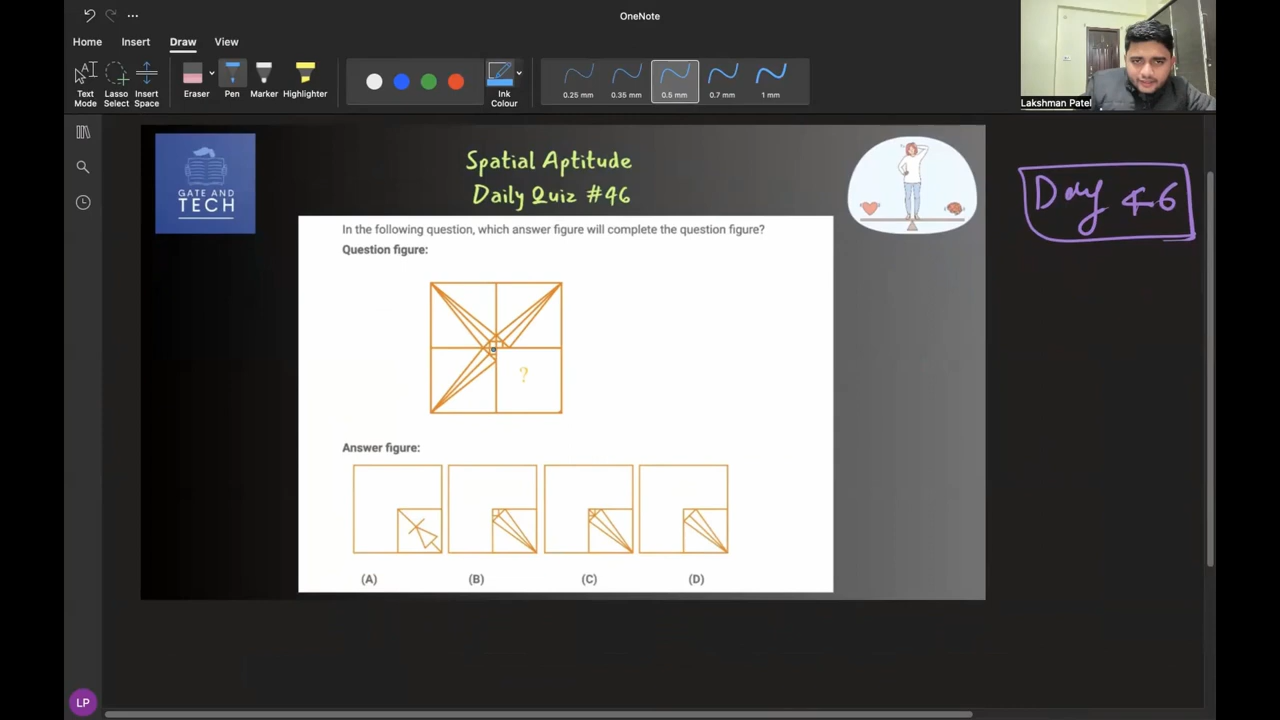 OneNote
Home Insert Draw View
Text Mode
Lasso Select
Insert Space
Eraser
Pen
Marker
Highlighter
Ink Colour
0.25 mm
0.35 mm
0.5 mm
0.7 mm
1 mm
Lakshman Patel
GATE AND
TECH
Spatial Aptitude
Daily Quiz #46
Day 46
In the following question, which answer figure will complete the question figure?
Question figure:
?
Answer figure:
(A) (B) (C) (D)
LP